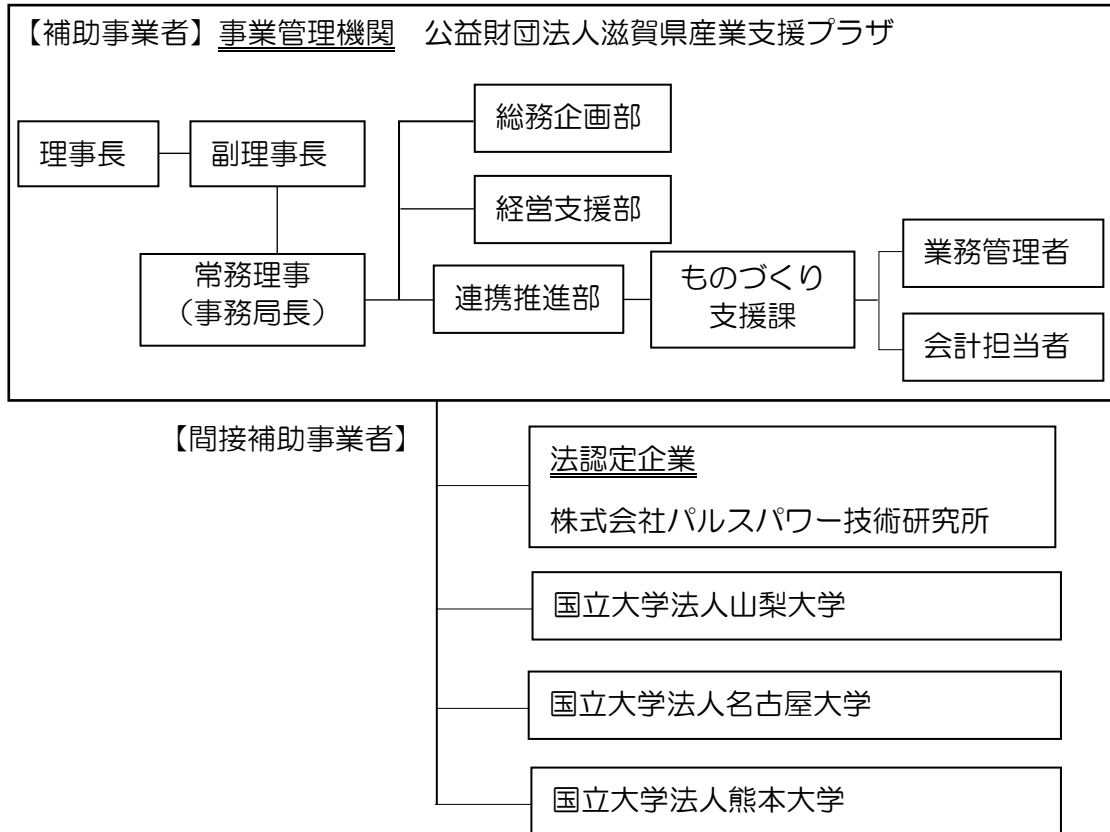 【補助事業者】事業管理機関　公益財団法人滋賀県産業支援プラザ
総務企画部
理事長
副理事長
経営支援部
常務理事
（事務局長）
連携推進部
ものづくり
支援課
業務管理者
会計担当者
【間接補助事業者】
法認定企業
株式会社パルスパワー技術研究所
国立大学法人山梨大学
国立大学法人名古屋大学
国立大学法人熊本大学